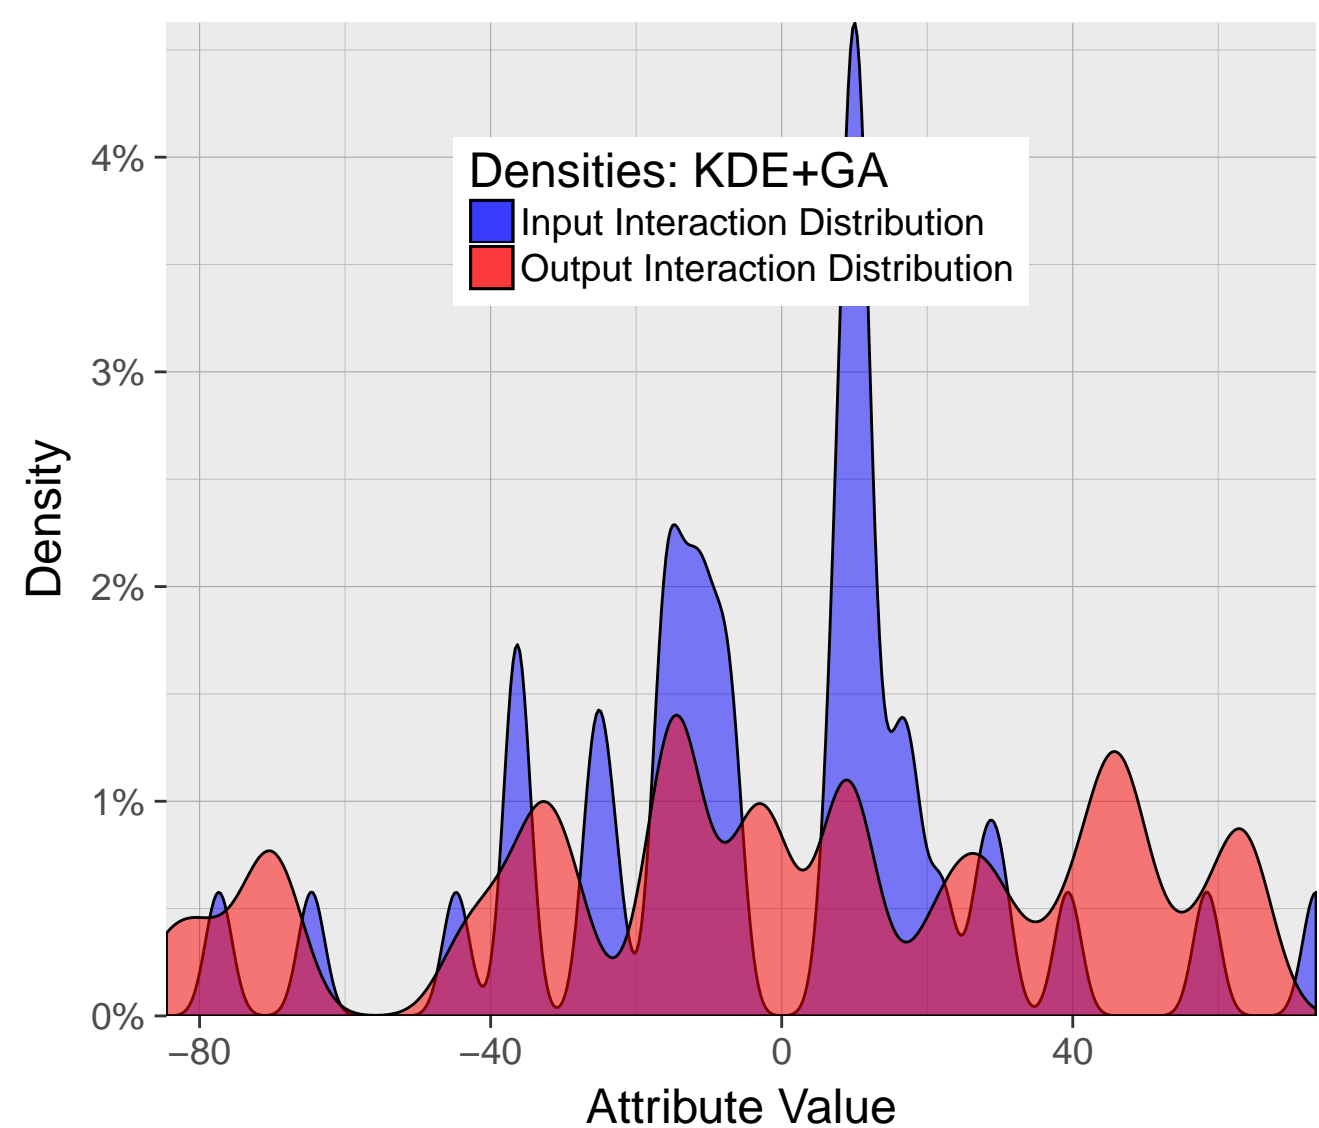 4%
3%
2%
1%
0%
Density
Densities: KDE+GA
Input Interaction Distribution
Output Interaction Distribution
−80
−40
0
40
Attribute Value